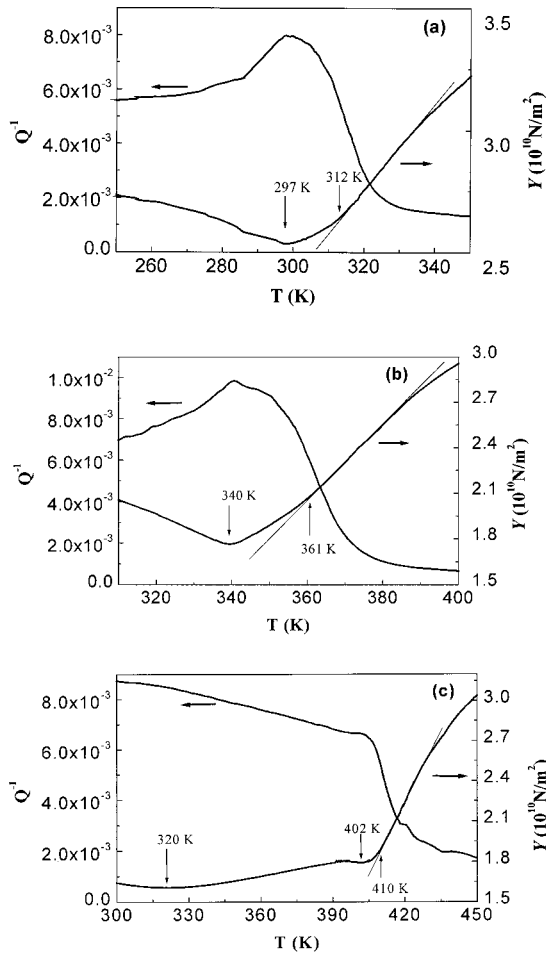 (a)
8.0x10⁻³
6.0x10⁻³
4.0x10⁻³
2.0x10⁻³
0.0
Q⁻¹
3.5
3.0
2.5
Y (10¹⁰N/m²)
297 K
312 K
260 280 300 320 340
T (K)
(b)
1.0x10⁻²
8.0x10⁻³
6.0x10⁻³
4.0x10⁻³
2.0x10⁻³
0.0
Q⁻¹
3.0
2.7
2.4
2.1
1.8
1.5
Y (10¹⁰N/m²)
340 K
361 K
320 340 360 380 400
T (K)
(c)
8.0x10⁻³
6.0x10⁻³
4.0x10⁻³
2.0x10⁻³
0.0
Q⁻¹
3.0
2.7
2.4
2.1
1.8
1.5
Y (10¹⁰N/m²)
320 K
402 K
410 K
300 330 360 390 420 450
T (K)